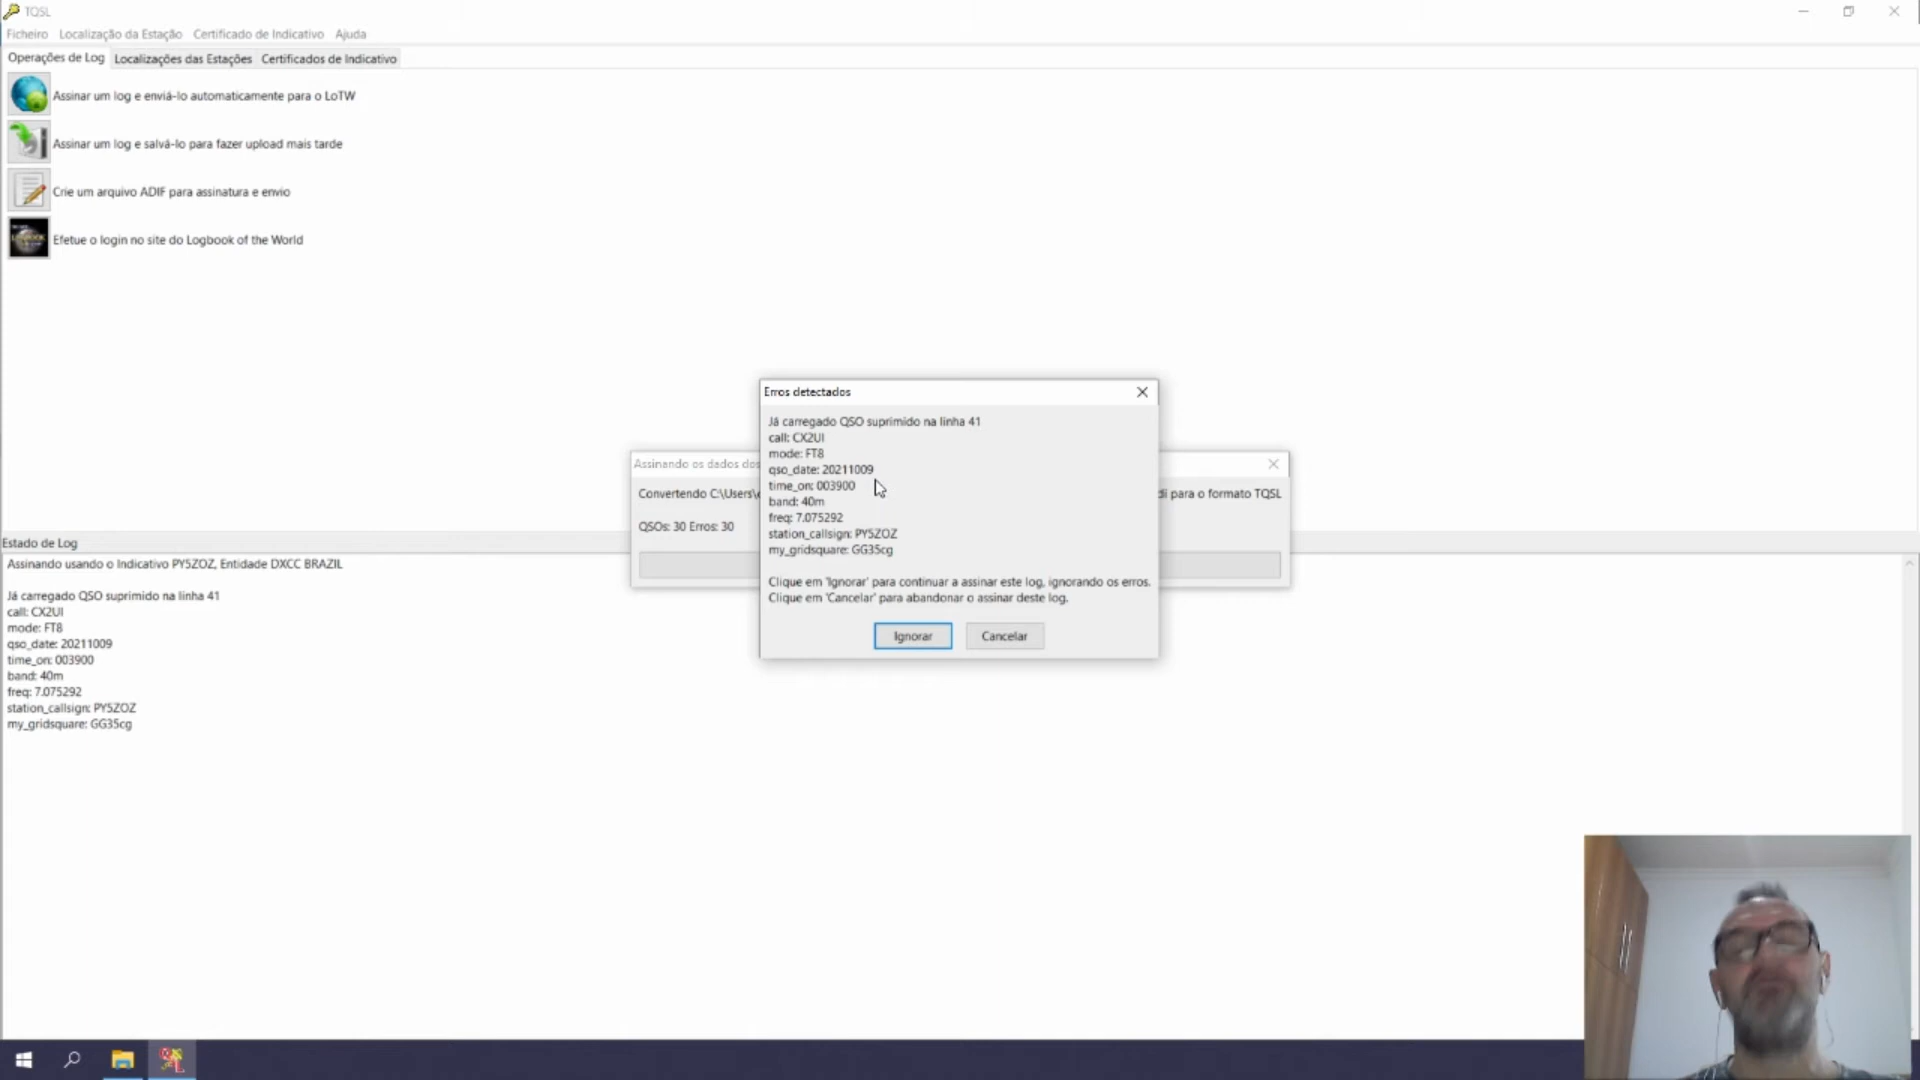 TQSL
Ficheiro Localização da Estação Certificado de Indicativo Ajuda
Operações de Log Localizações das Estações Certificados de Indicativo
Assinar um log e enviá-lo automaticamente para o LoTW
Assinar um log e salvá-lo para fazer upload mais tarde
Crie um arquivo ADIF para assinatura e envio
Efetue o login no site do Logbook of the World
Erros detectados
Já carregado QSO suprimido na linha 41
call: CX2UI
mode: FT8
qso_date: 20211009
time_on: 003900
band: 40m
freq: 7.075292
station_callsign: PY5ZOZ
my_gridsquare: GG35cg
Clique em 'Ignorar' para continuar a assinar este log, ignorando os erros.
Clique em 'Cancelar' para abandonar o assinar deste log.
Ignorar Cancelar
Assinando os dados dos
Convertendo C:\Users\ di para o formato TQSL
QSOs: 30 Erros: 30
Estado de Log
Assinando usando o Indicativo PY5ZOZ, Entidade DXCC BRAZIL
Já carregado QSO suprimido na linha 41
call: CX2UI
mode: FT8
qso_date: 20211009
time_on: 003900
band: 40m
freq: 7.075292
station_callsign: PY5ZOZ
my_gridsquare: GG35cg